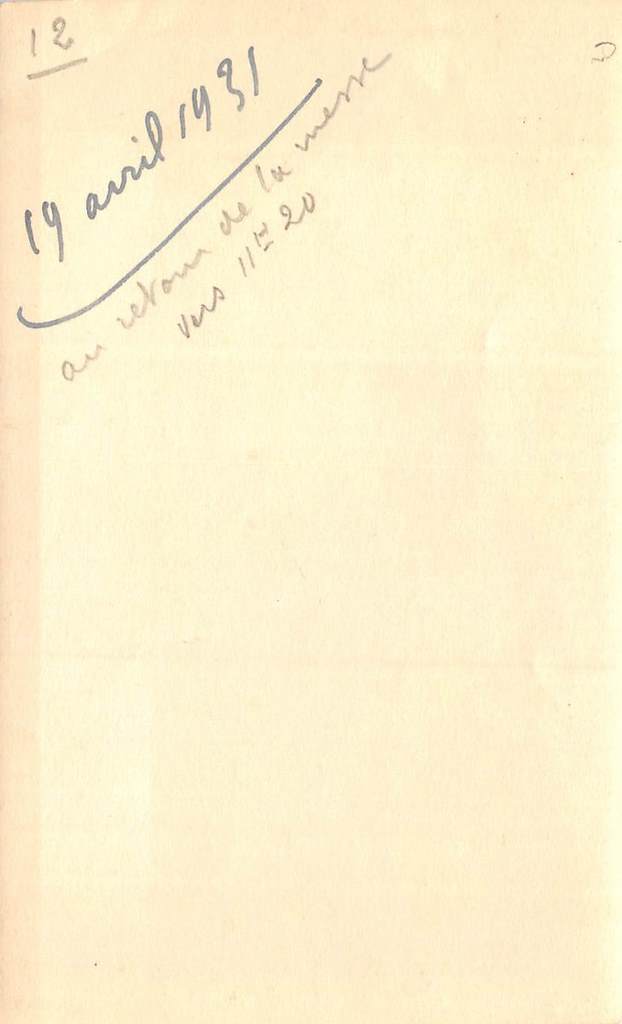 12
19 avril 1931
au retour de la messe
vers 11H 20